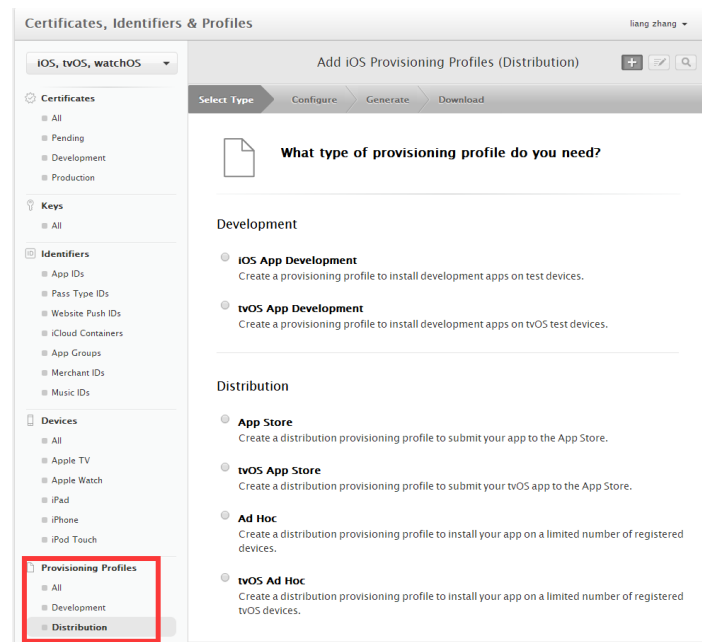 Certificates, Identifiers & Profiles
liang zhang
iOS, tvOS, watchOS
Add iOS Provisioning Profiles (Distribution)
Certificates
All
Pending
Development
Production
Keys
All
Identifiers
App IDs
Pass Type IDs
Website Push IDs
iCloud Containers
App Groups
Merchant IDs
Music IDs
Devices
All
Apple TV
Apple Watch
iPad
iPhone
iPod Touch
Provisioning Profiles
All
Development
Distribution
Select Type
Configure
Generate
Download
What type of provisioning profile do you need?
Development
iOS App Development
Create a provisioning profile to install development apps on test devices.
tvOS App Development
Create a provisioning profile to install development apps on tvOS test devices.
Distribution
App Store
Create a distribution provisioning profile to submit your app to the App Store.
tvOS App Store
Create a distribution provisioning profile to submit your tvOS app to the App Store.
Ad Hoc
Create a distribution provisioning profile to install your app on a limited number of registered
devices.
tvOS Ad Hoc
Create a distribution provisioning profile to install your app on a limited number of registered
tvOS devices.